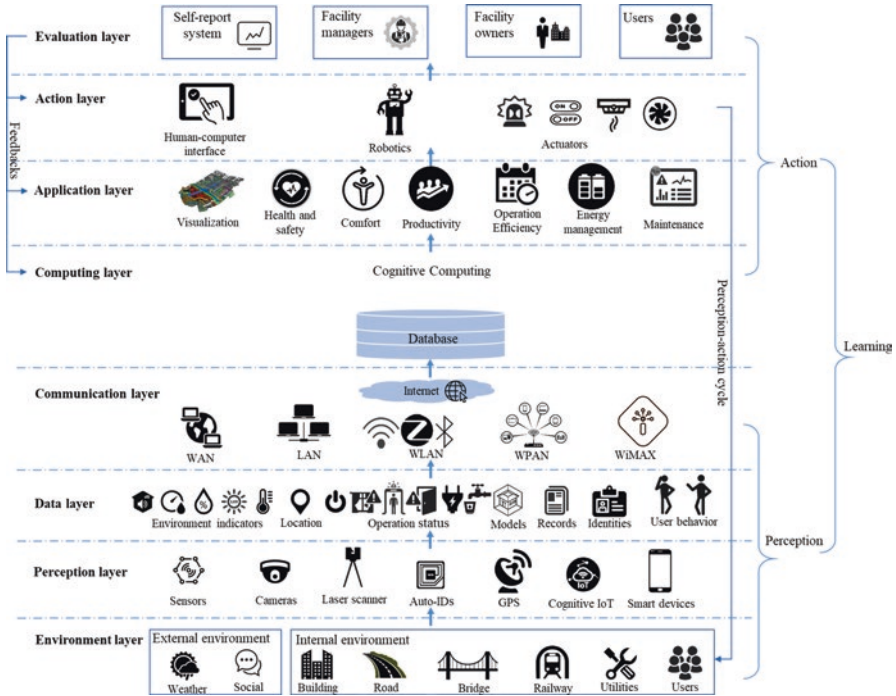 Self-report
system
Facility
managers
Facility
owners
Users
Evaluation layer
Action layer
Human-computer
interface
Robotics
ON
OFF
Actuators
Feedbacks
Application layer
Visualization
Health and
safety
Comfort
Productivity
Operation
Efficiency
Energy
management
Maintenance
Action
Computing layer
Cognitive Computing
Database
Perception-action cycle
Learning
Communication layer
Internet
WAN
LAN
WLAN
WPAN
WiMAX
Data layer
%
Environment indicators
Location
Operation status
Models
Records
Identities
User behavior
Perception
Perception layer
Sensors
Cameras
Laser scanner
Auto-IDs
GPS
IoT
Cognitive IoT
Smart devices
Environment layer
External environment
Weather
Social
Internal environment
Building
Road
Bridge
Railway
Utilities
Users